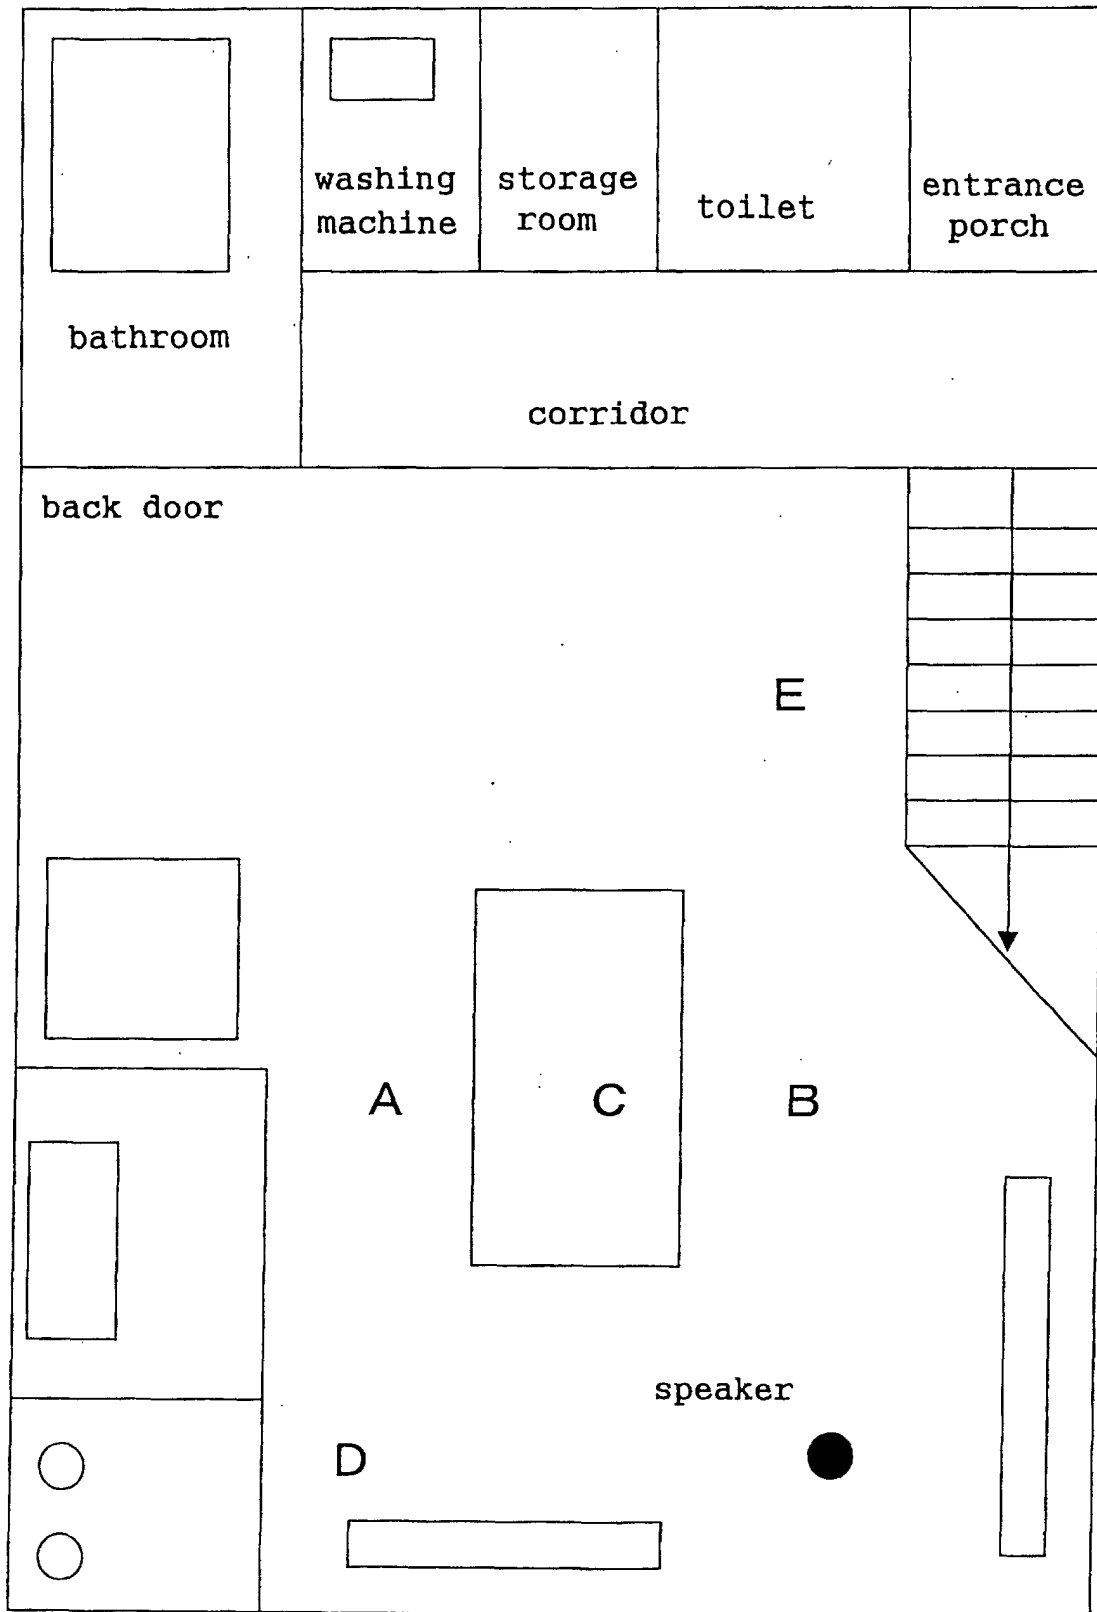 washing
machine
storage
room
toilet
entrance
porch
bathroom
corridor
back door
E
A
C
B
speaker
D